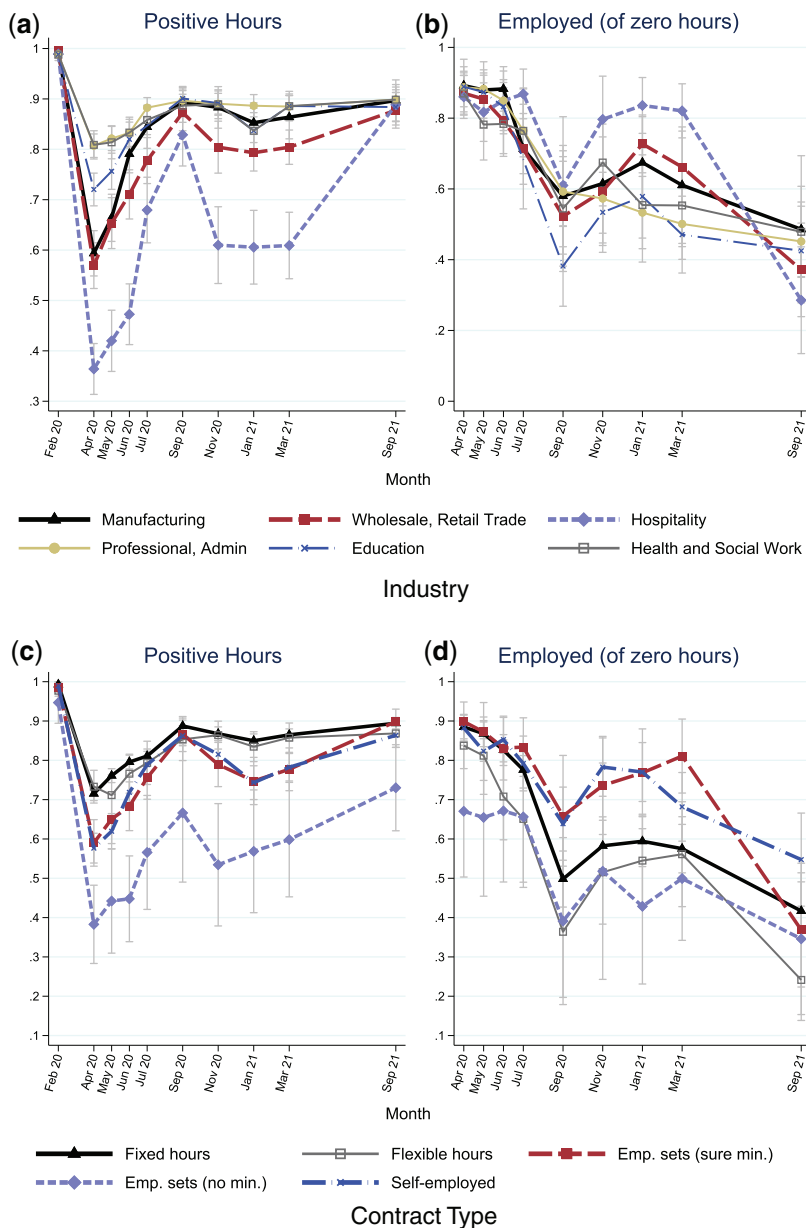 (a) Positive Hours
(b) Employed (of zero hours)
1
.9
.8
.7
.6
.5
.4
.3
Feb 20 Apr 20 May 20 Jun 20 Jul 20 Sep 20 Nov 20 Jan 21 Mar 21 Sep 21
Month
1
.8
.6
.4
.2
0
Apr 20 May 20 Jun 20 Jul 20 Sep 20 Nov 20 Jan 21 Mar 21 Sep 21
Month
Manufacturing Wholesale, Retail Trade Hospitality
Professional, Admin Education Health and Social Work
Industry
(c) Positive Hours
(d) Employed (of zero hours)
1
.9
.8
.7
.6
.5
.4
.3
.2
.1
Feb 20 Apr 20 May 20 Jun 20 Jul 20 Sep 20 Nov 20 Jan 21 Mar 21 Sep 21
Month
1
.9
.8
.7
.6
.5
.4
.3
.2
.1
Apr 20 May 20 Jun 20 Jul 20 Sep 20 Nov 20 Jan 21 Mar 21 Sep 21
Month
Fixed hours Flexible hours Emp. sets (sure min.)
Emp. sets (no min.) Self-employed
Contract Type